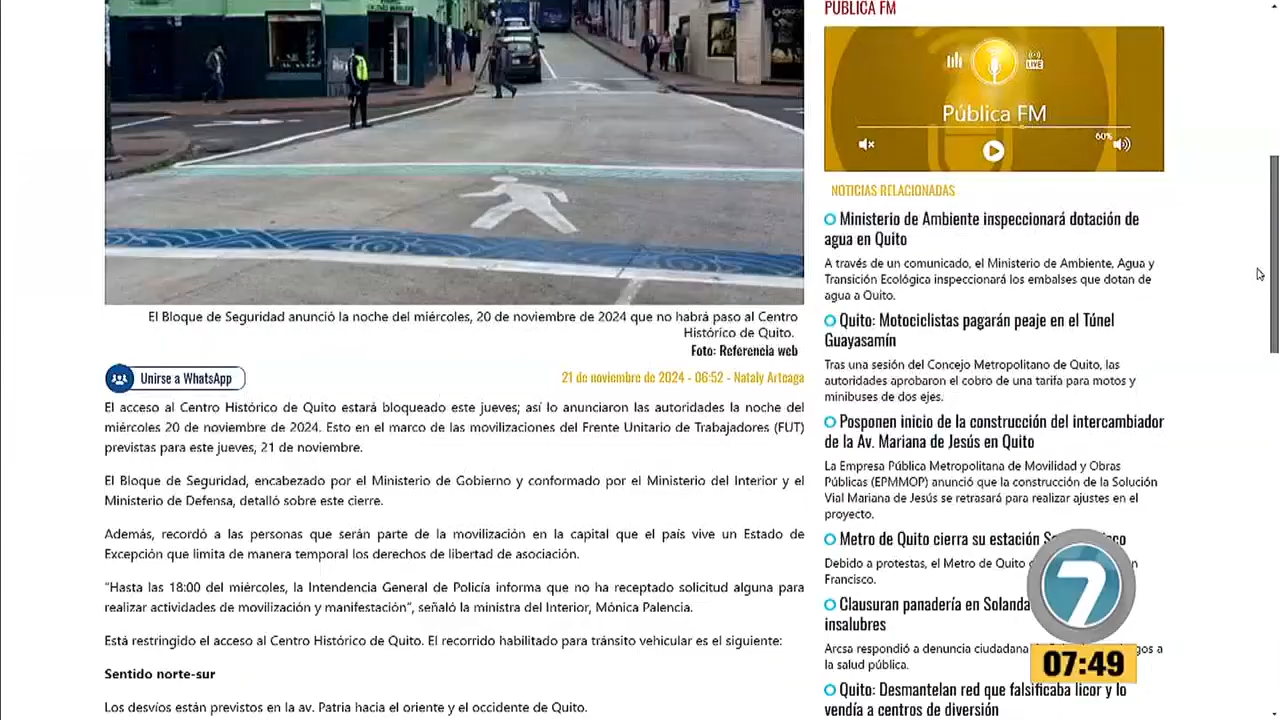 El Bloque de Seguridad anunció la noche del miércoles, 20 de noviembre de 2024 que no habrá paso al Centro
Histórico de Quito.
Foto: Referencia web
Unirse a WhatsApp
21 de noviembre de 2024 - 06:52 - Nataly Arteaga
El acceso al Centro Histórico de Quito estará bloqueado este jueves; así lo anunciaron las autoridades la noche del
miércoles 20 de noviembre de 2024. Esto en el marco de las movilizaciones del Frente Unitario de Trabajadores (FUT)
previstas para este jueves, 21 de noviembre.
El Bloque de Seguridad, encabezado por el Ministerio de Gobierno y conformado por el Ministerio del Interior y el
Ministerio de Defensa, detalló sobre este cierre.
Además, recordó a las personas que serán parte de la movilización en la capital que el país vive un Estado de
Excepción que limita de manera temporal los derechos de libertad de asociación.
"Hasta las 18:00 del miércoles, la Intendencia General de Policía informa que no ha receptado solicitud alguna para
realizar actividades de movilización y manifestación", señaló la ministra del Interior, Mónica Palencia.
Está restringido el acceso al Centro Histórico de Quito. El recorrido habilitado para tránsito vehicular es el siguiente:
Sentido norte-sur
Los desvíos están previstos en la av. Patria hacia el oriente y el occidente de Quito.
PÚBLICA FM
LIVE
Pública FM
60%
NOTICIAS RELACIONADAS
Ministerio de Ambiente inspeccionará dotación de
agua en Quito
A través de un comunicado, el Ministerio de Ambiente, Agua y
Transición Ecológica inspeccionará los embalses que dotan de
agua a Quito.
Quito: Motociclistas pagarán peaje en el Túnel
Guayasamín
Tras una sesión del Concejo Metropolitano de Quito, las
autoridades aprobaron el cobro de una tarifa para motos y
minibuses de dos ejes.
Posponen inicio de la construcción del intercambiador
de la Av. Mariana de Jesús en Quito
La Empresa Pública Metropolitana de Movilidad y Obras
Públicas (EPMMOP) anunció que la construcción de la Solución
Vial Mariana de Jesús se retrasará para realizar ajustes en el
proyecto.
Metro de Quito cierra su estación
Debido a protestas, el Metro de Quito
Francisco.
Clausuran panadería en Solanda
insalubres
Arcsa respondió a denuncia ciudadana
a la salud pública.
Quito: Desmantelan red que falsificaba licor y lo
vendía a centros de diversión
7
07:49